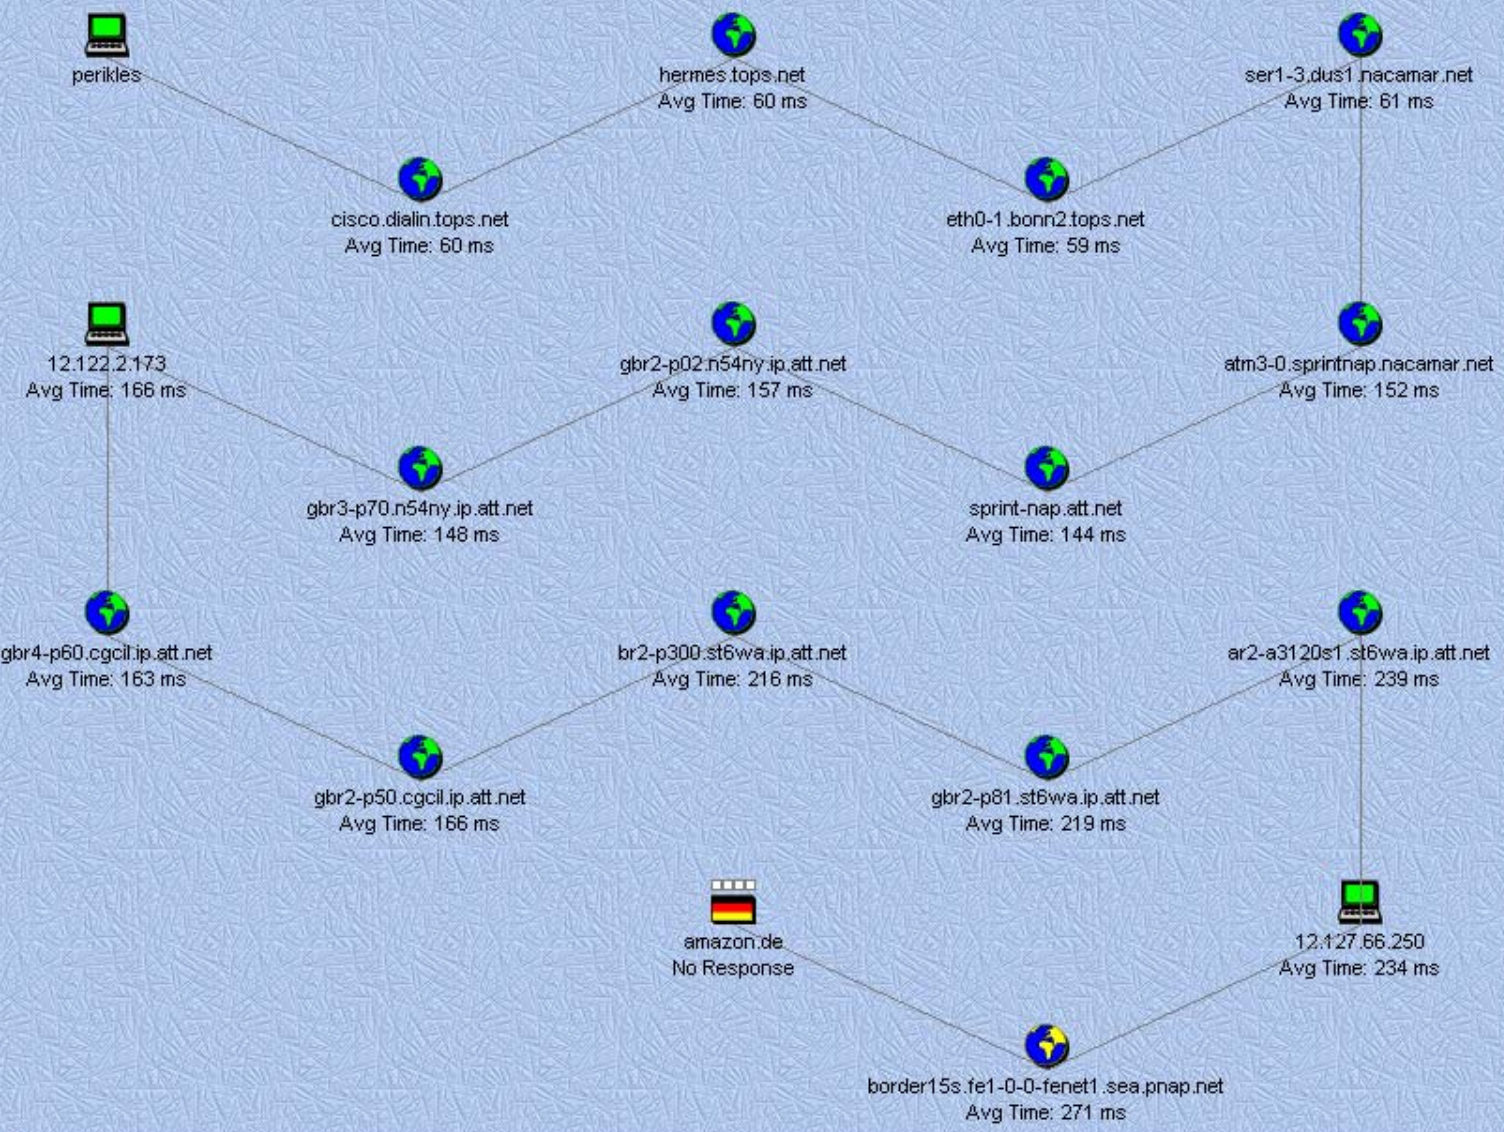 perikles
hermes.tops.net
Avg Time: 60 ms
ser1-3.dus1.nacamar.net
Avg Time: 61 ms
cisco.dialin.tops.net
Avg Time: 60 ms
eth0-1.bonn2.tops.net
Avg Time: 59 ms
12.122.2.173
Avg Time: 166 ms
gbr2-p02.n54ny.ip.att.net
Avg Time: 157 ms
atm3-0.sprintnap.nacamar.net
Avg Time: 152 ms
gbr3-p70.n54ny.ip.att.net
Avg Time: 148 ms
sprint-nap.att.net
Avg Time: 144 ms
gbr4-p60.cgcil.ip.att.net
Avg Time: 163 ms
br2-p300.st6wa.ip.att.net
Avg Time: 216 ms
ar2-a3120s1.st6wa.ip.att.net
Avg Time: 239 ms
gbr2-p50.cgcil.ip.att.net
Avg Time: 166 ms
gbr2-p81.st6wa.ip.att.net
Avg Time: 219 ms
amazon.de
No Response
12.127.66.250
Avg Time: 234 ms
border15s.fe1-0-0-fenet1.sea.pnap.net
Avg Time: 271 ms